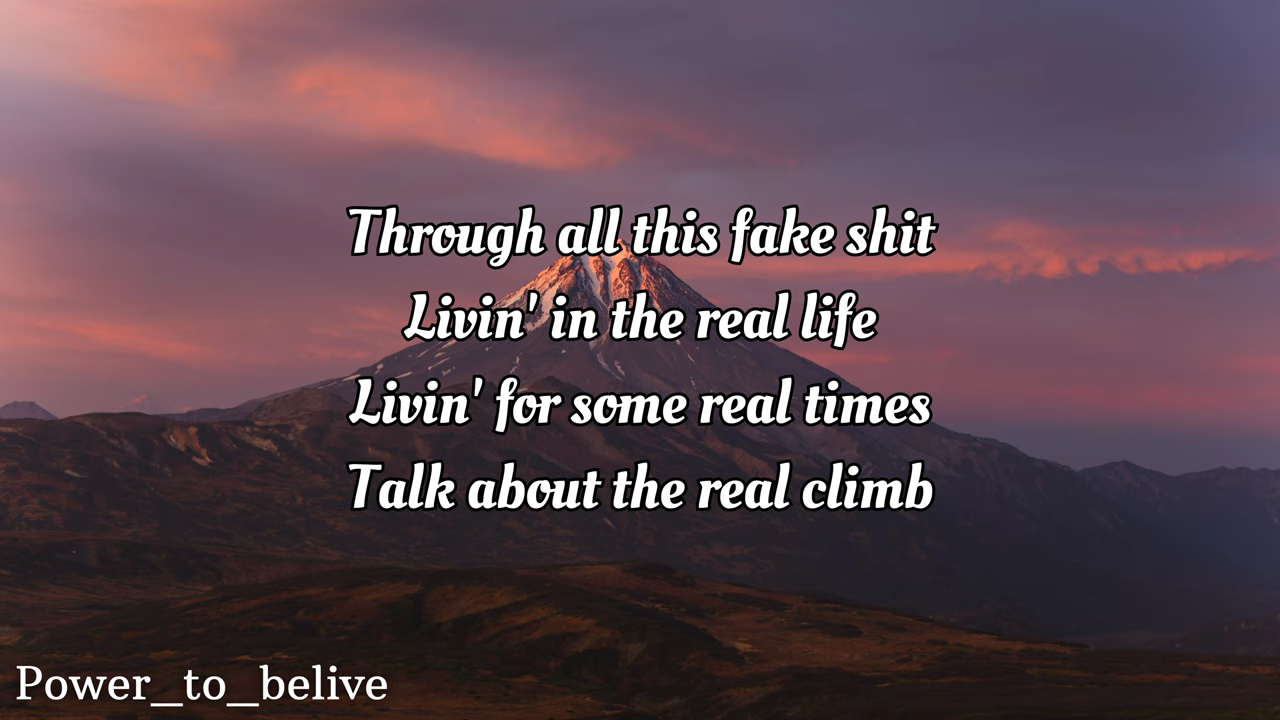 Through all this fake shit
Livin' in the real life
Livin' for some real times
Talk about the real climb
Power_to_belive